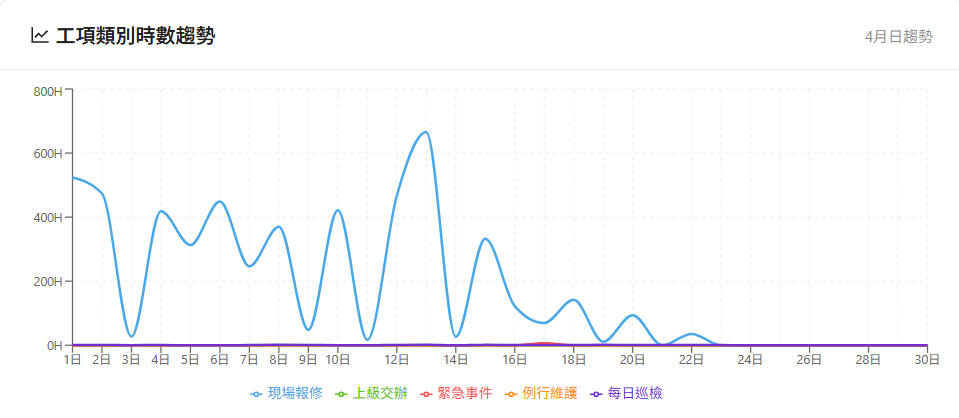 工項類別時數趨勢
4月日趨勢
800H
600H
400H
200H
0H
1日 2日 3日 4日 5日 6日 7日 8日 9日 10日 12日 14日 16日 18日 20日 22日 24日 26日 28日 30日
現場報修 上級交辦 緊急事件 例行維護 每日巡檢